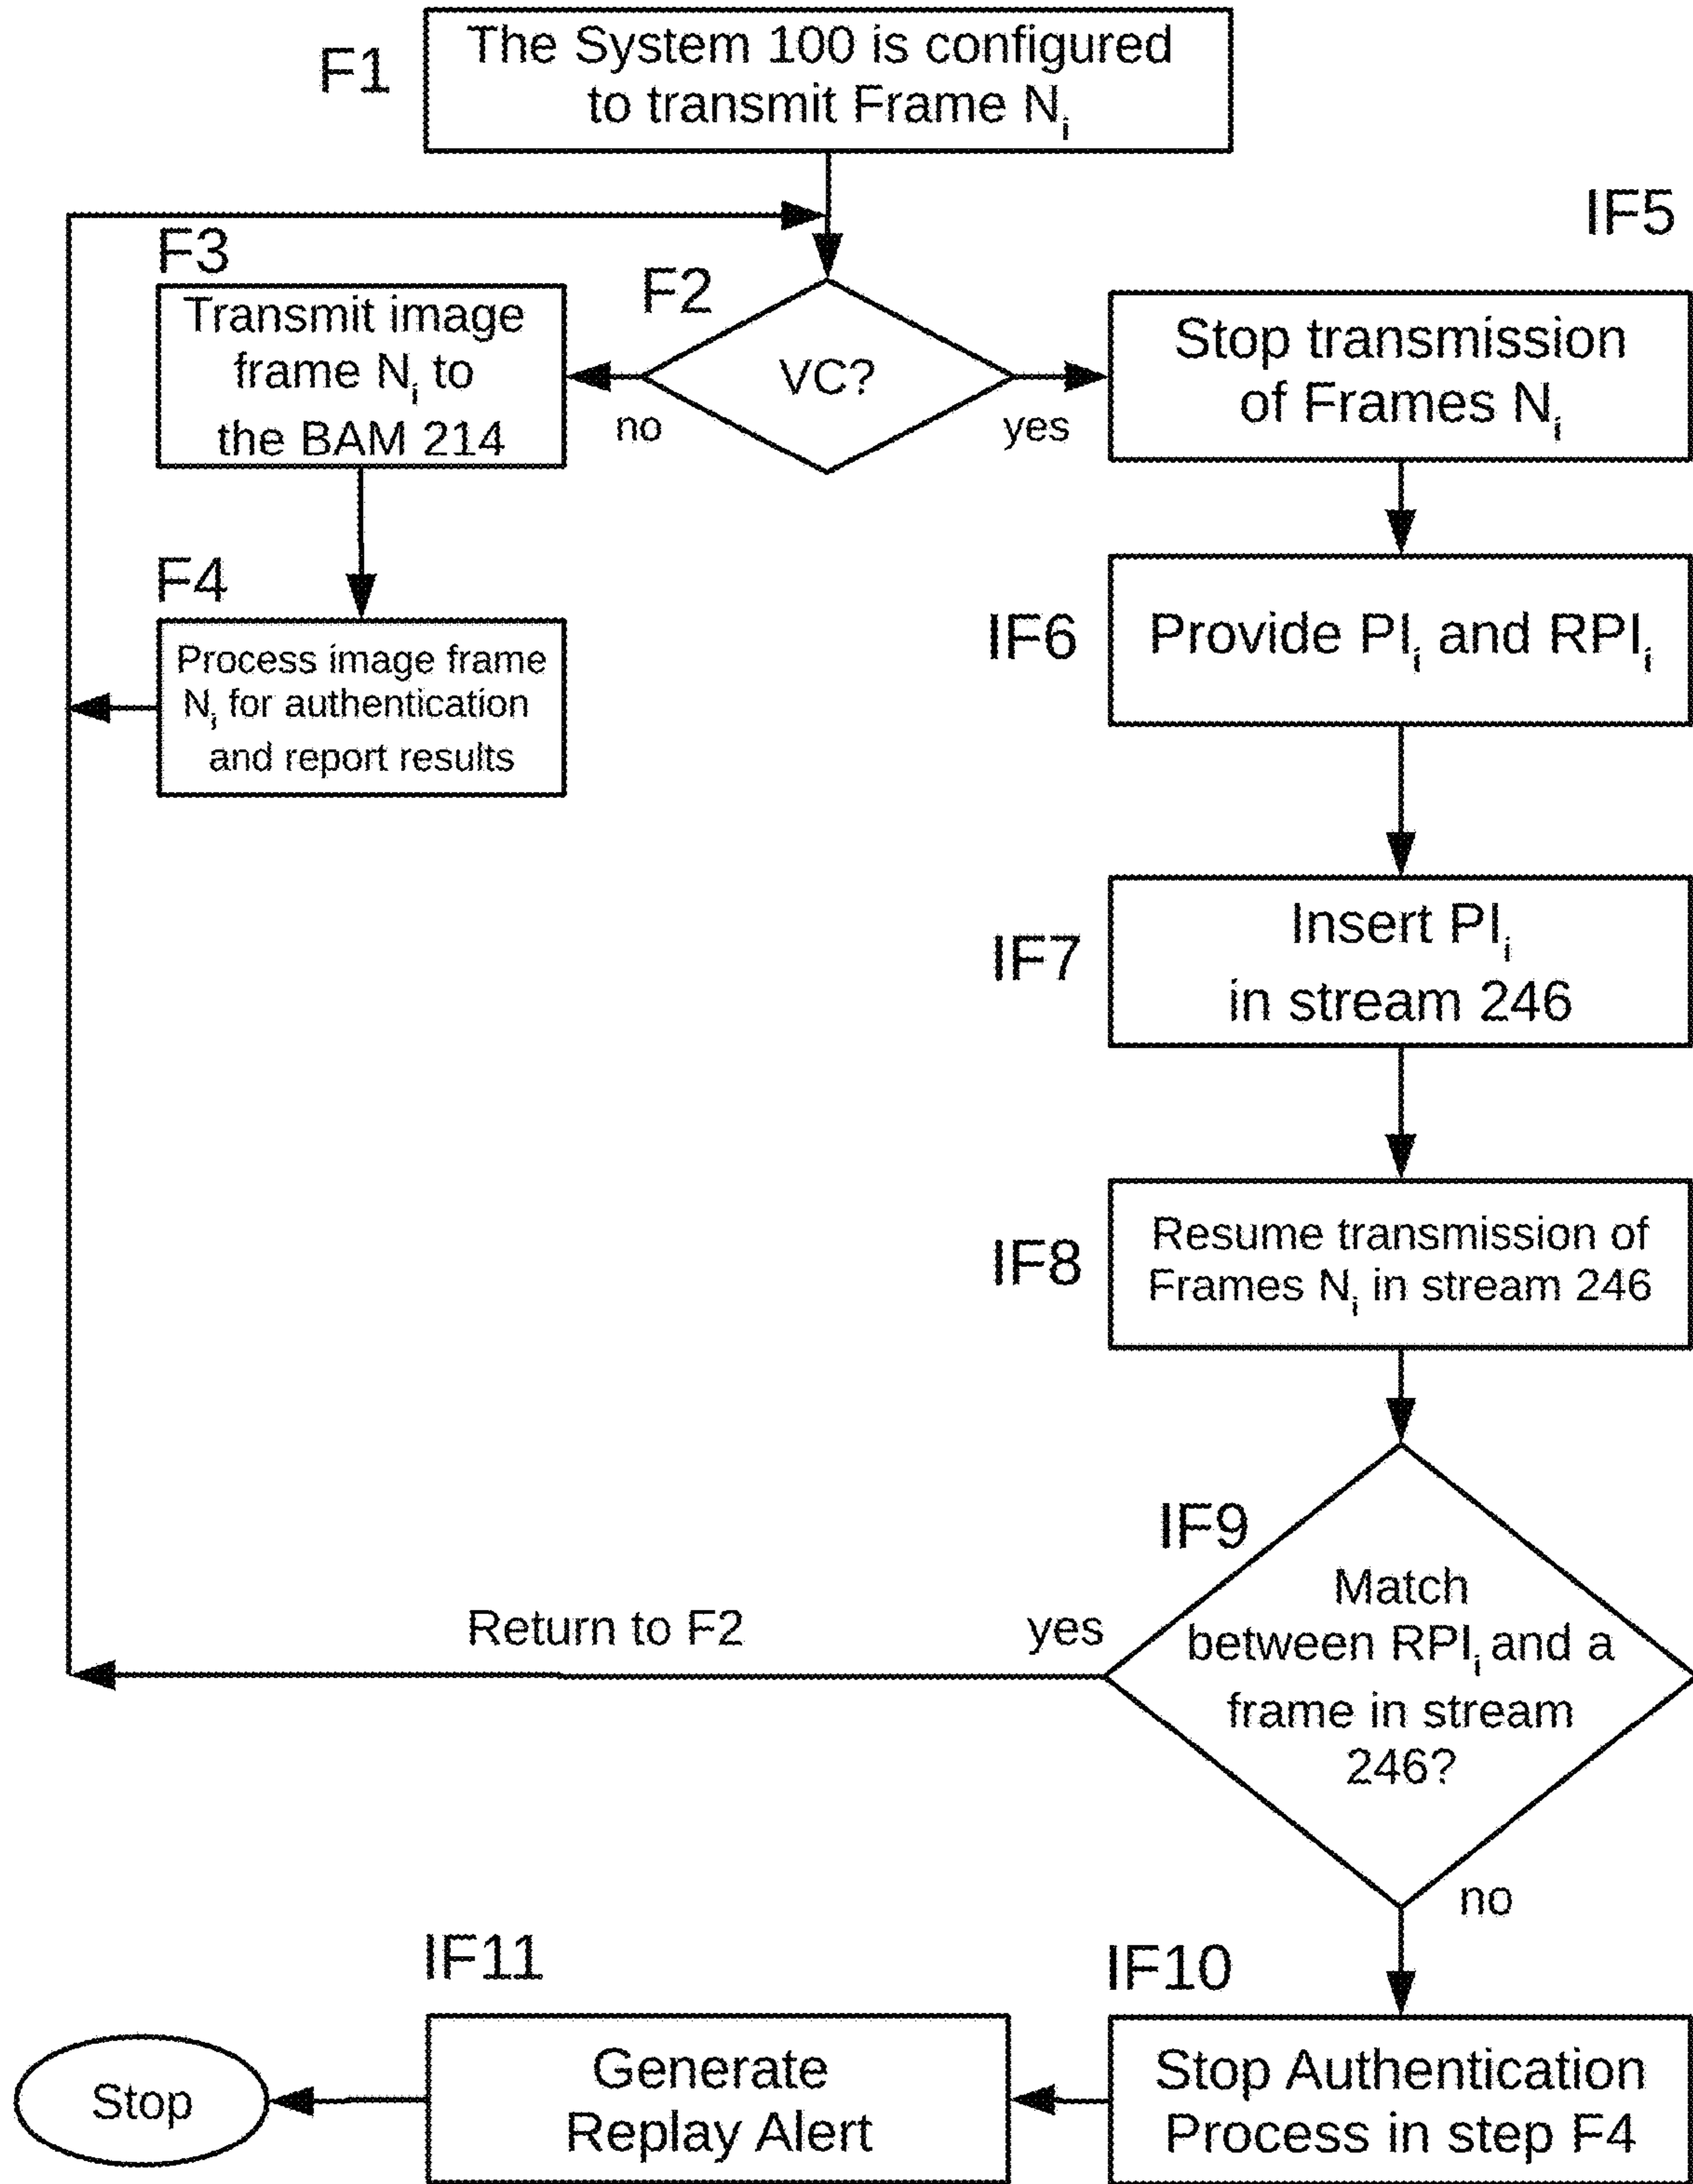 F1
The System 100 is configured
to transmit Frame Ni
IF5
F3
Transmit image
frame Ni to
the BAM 214
F2
VC?
no
yes
Stop transmission
of Frames Ni
F4
Process image frame
Ni for authentication
and report results
IF6
Provide PIi and RPIi
IF7
Insert PIi
in stream 246
IF8
Resume transmission of
Frames Ni in stream 246
IF9
Match
between RPIi and a
frame in stream
246?
yes
Return to F2
no
IF10
Stop Authentication
Process in step F4
IF11
Generate
Replay Alert
Stop